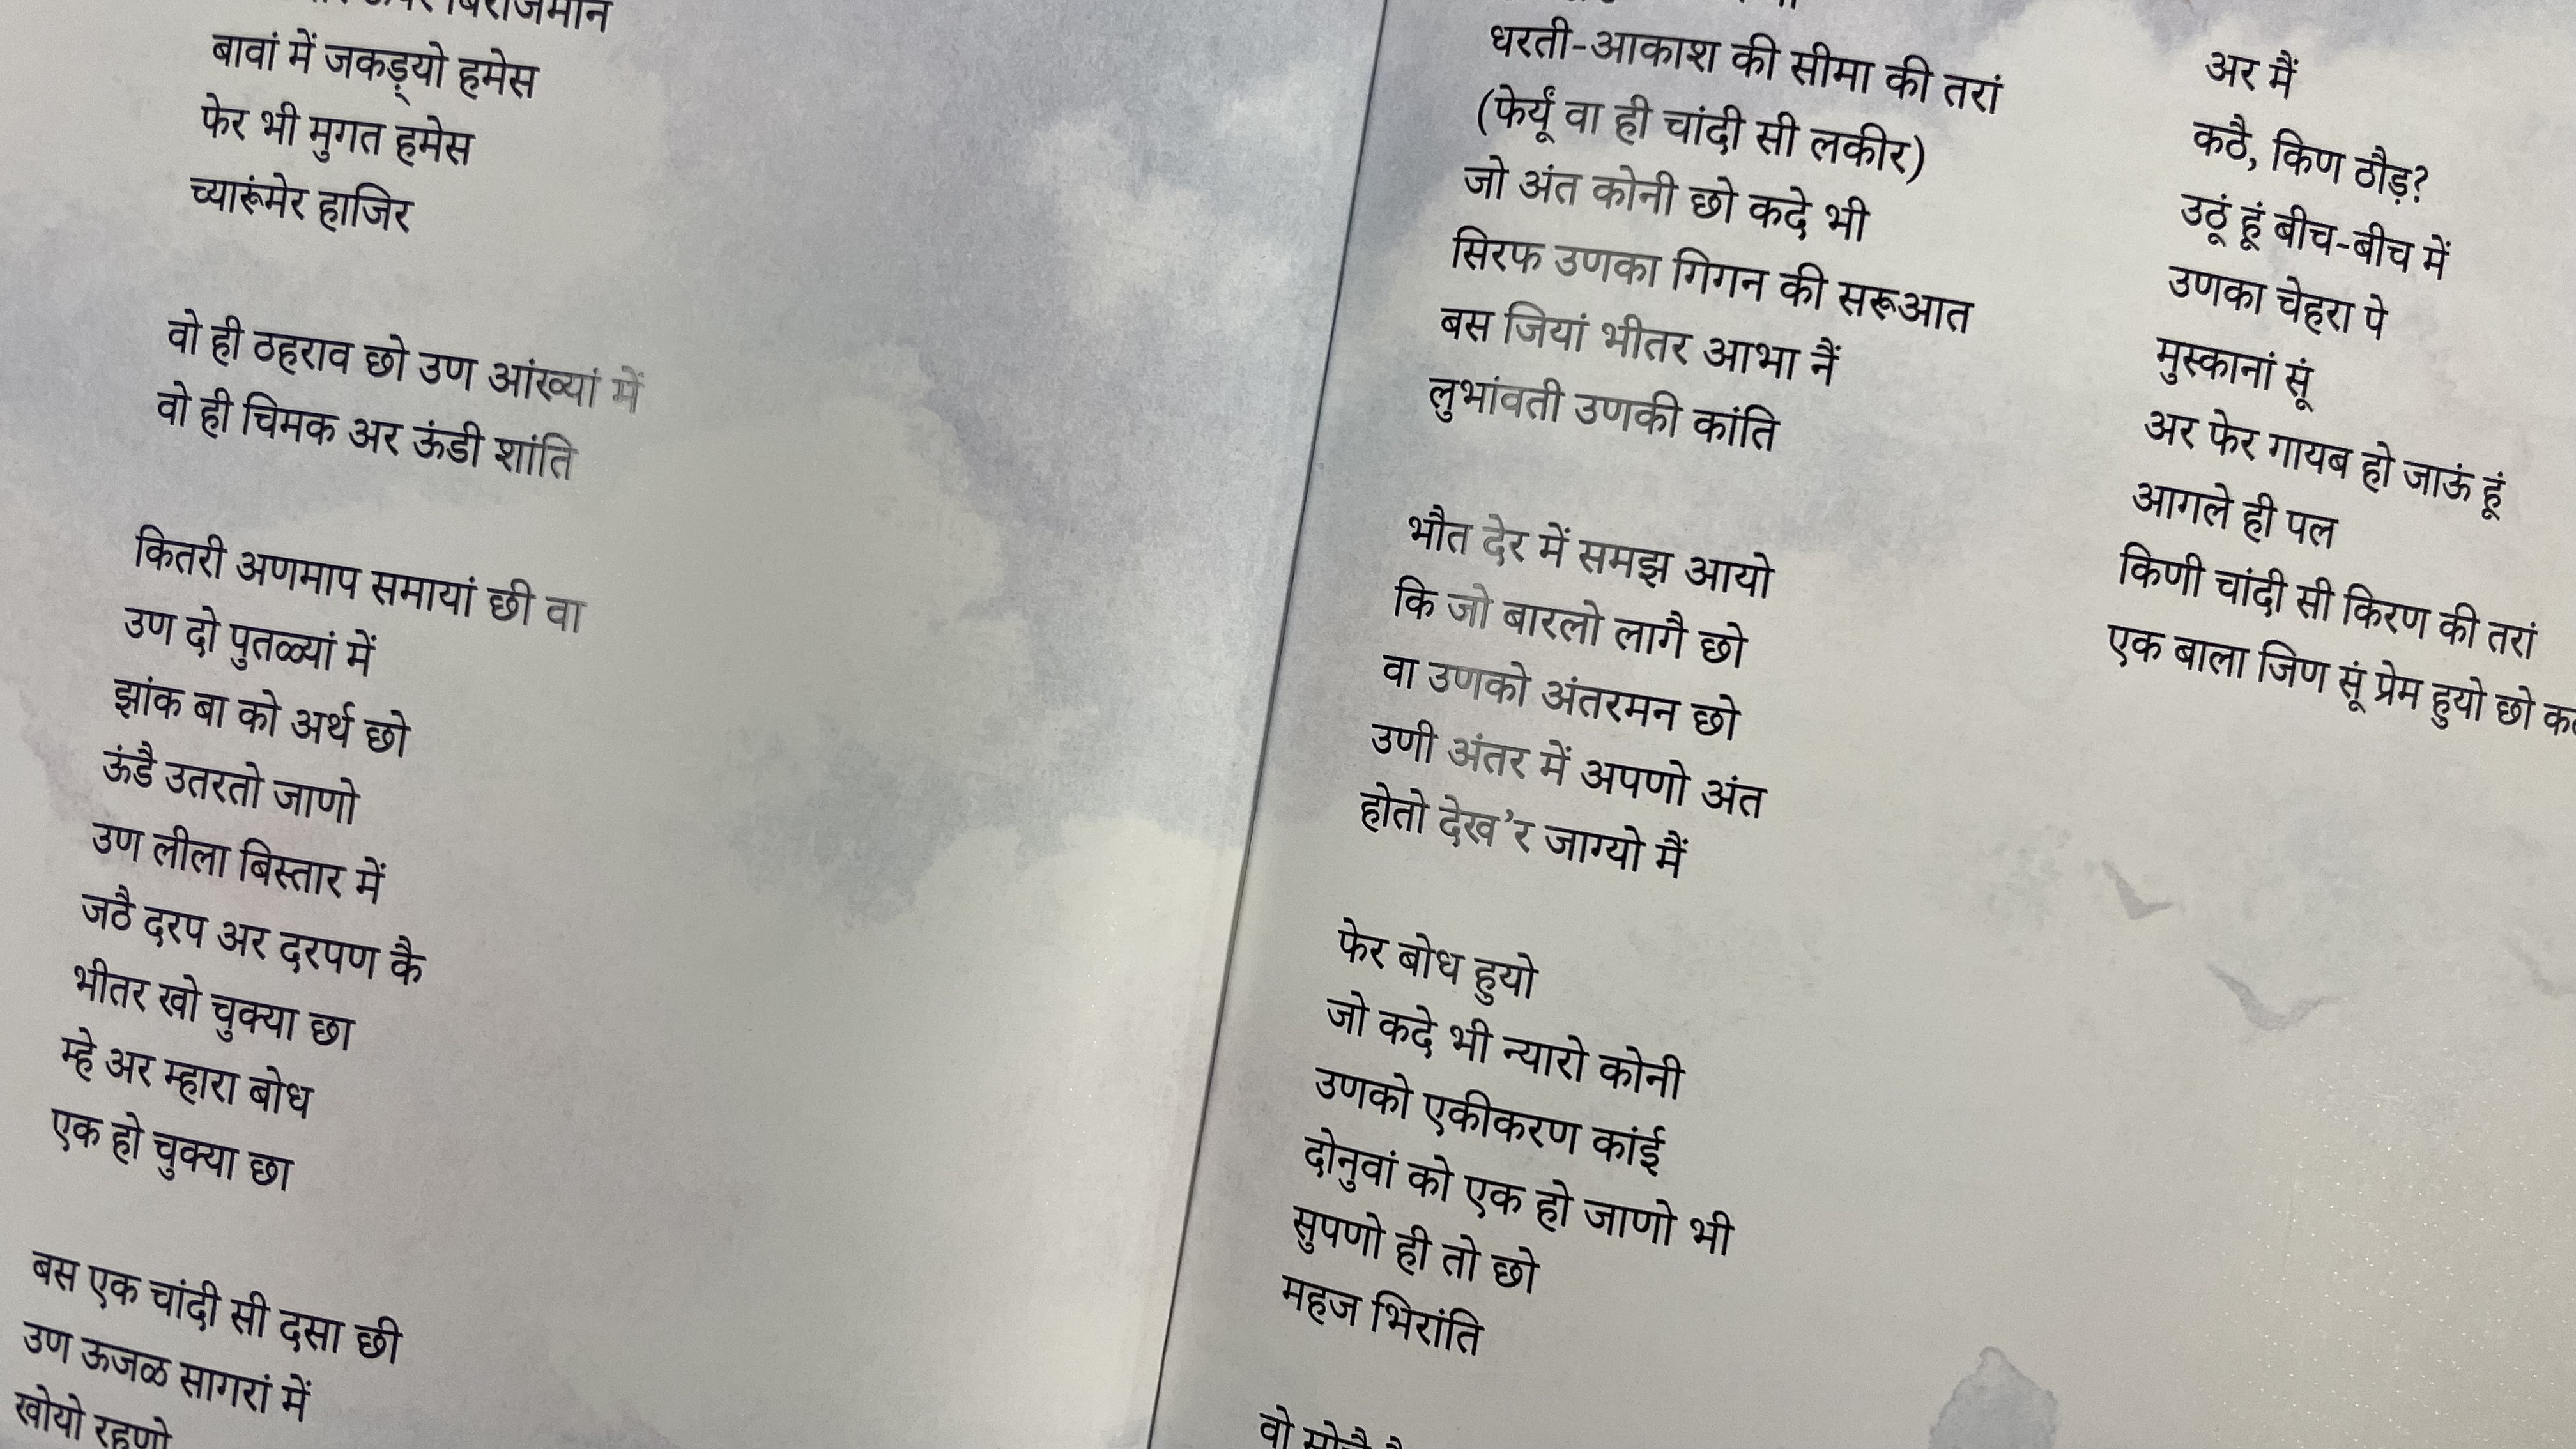 बिराजमान
बावां में जकड़्यो हमेस
फेर भी मुगत हमेस
च्यारूंमेर हाजिर
वो ही ठहराव छो उण आंख्यां में
वो ही चिमक अर ऊंडी शांति
कितरी अणमाप समायां छी वा
उण दो पुतळ्यां में
झांक बा को अर्थ छो
ऊंडै उतरतो जाणो
उण लीला बिस्तार में
जठै दरप अर दरपण कै
भीतर खो चुक्या छा
म्हे अर म्हारा बोध
एक हो चुक्या छा
बस एक चांदी सी दसा छी
उण ऊजळ सागरां में
खोयो रहणो
धरती-आकाश की सीमा की तरां
(फेर्यूं वा ही चांदी सी लकीर)
जो अंत कोनी छो कदे भी
सिरफ उणका गिगन की सरूआत
बस जियां भीतर आभा नैं
लुभांवती उणकी कांति
भौत देर में समझ आयो
कि जो बारलो लागै छो
वा उणको अंतरमन छो
उणी अंतर में अपणो अंत
होतो देख'र जाग्यो मैं
फेर बोध हुयो
जो कदे भी न्यारो कोनी
उणको एकीकरण कांई
दोनुवां को एक हो जाणो भी
सुपणो ही तो छो
महज भिरांति
वो
अर मैं
कठै, किण ठौड़?
उठूं हूं बीच-बीच में
उणका चेहरा पे
मुस्कानां सूं
अर फेर गायब हो जाऊं हूं
आगले ही पल
किणी चांदी सी किरण की तरां
एक बाला जिण सूं प्रेम हुयो छो